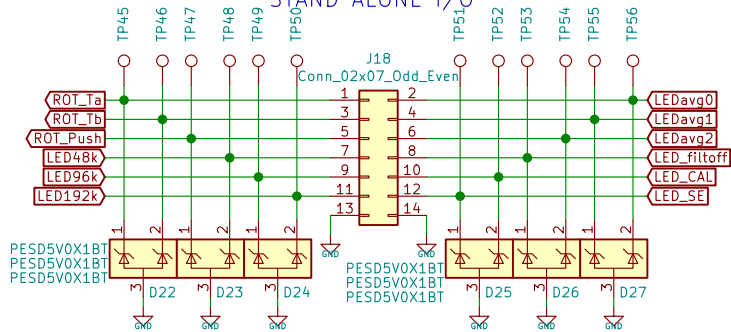 STAND ALONE I/O
TP45 TP46 TP47 TP48 TP49 TP50 TP51 TP52 TP53 TP54 TP55 TP56
J18
Conn_02x07_Odd_Even
ROT_Ta 1 2 LEDavg0
ROT_Tb 3 4 LEDavg1
ROT_Push 5 6 LEDavg2
LED48k 7 8 LED_filtoff
LED96k 9 10 LED_CAL
LED192k 11 12 LED_SE
13 14
1 2 1 2 1 2 1 2 1 2 1 2
GND GND
PESD5V0X1BT
PESD5V0X1BT
PESD5V0X1BT
PESD5V0X1BT
PESD5V0X1BT
PESD5V0X1BT
3 D22 3 D23 3 D24 3 D25 3 D26 3 D27
GND GND GND GND GND GND